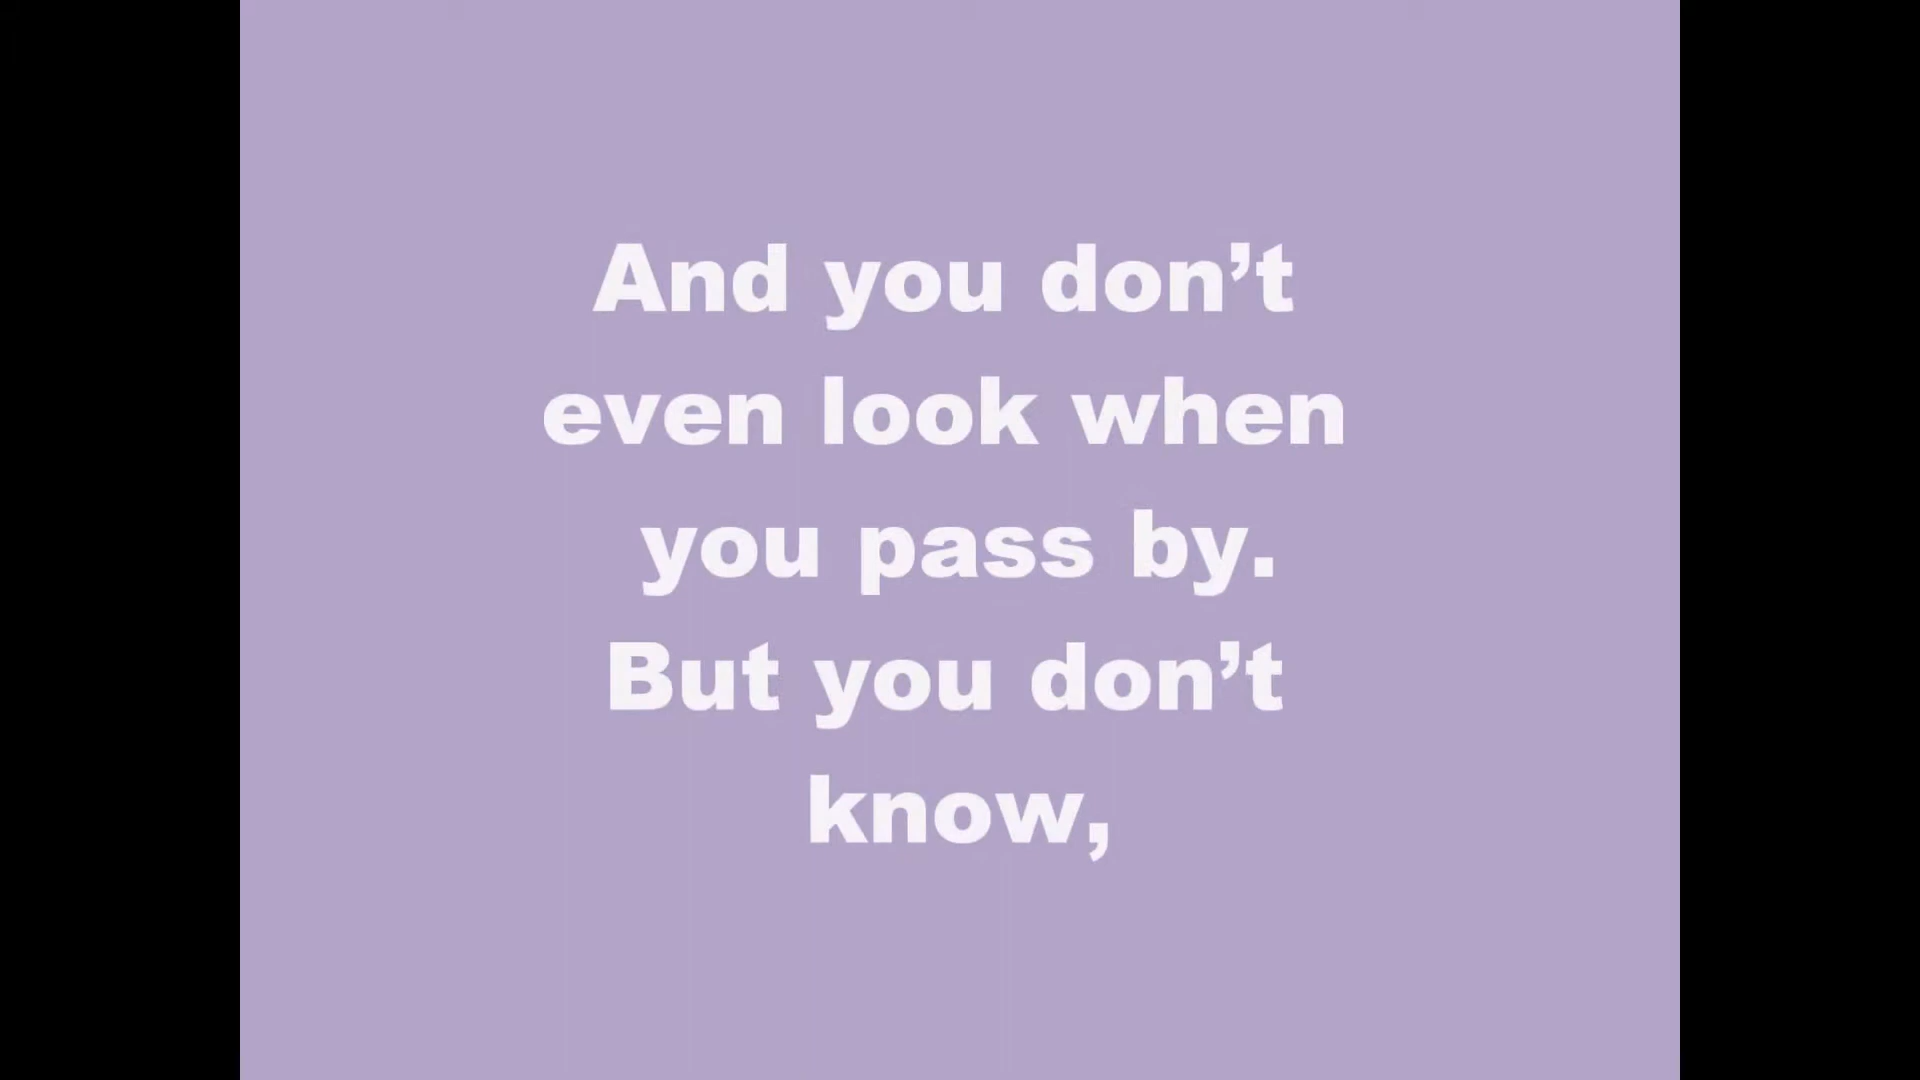 And you don’t
even look when
you pass by.
But you don’t
know,